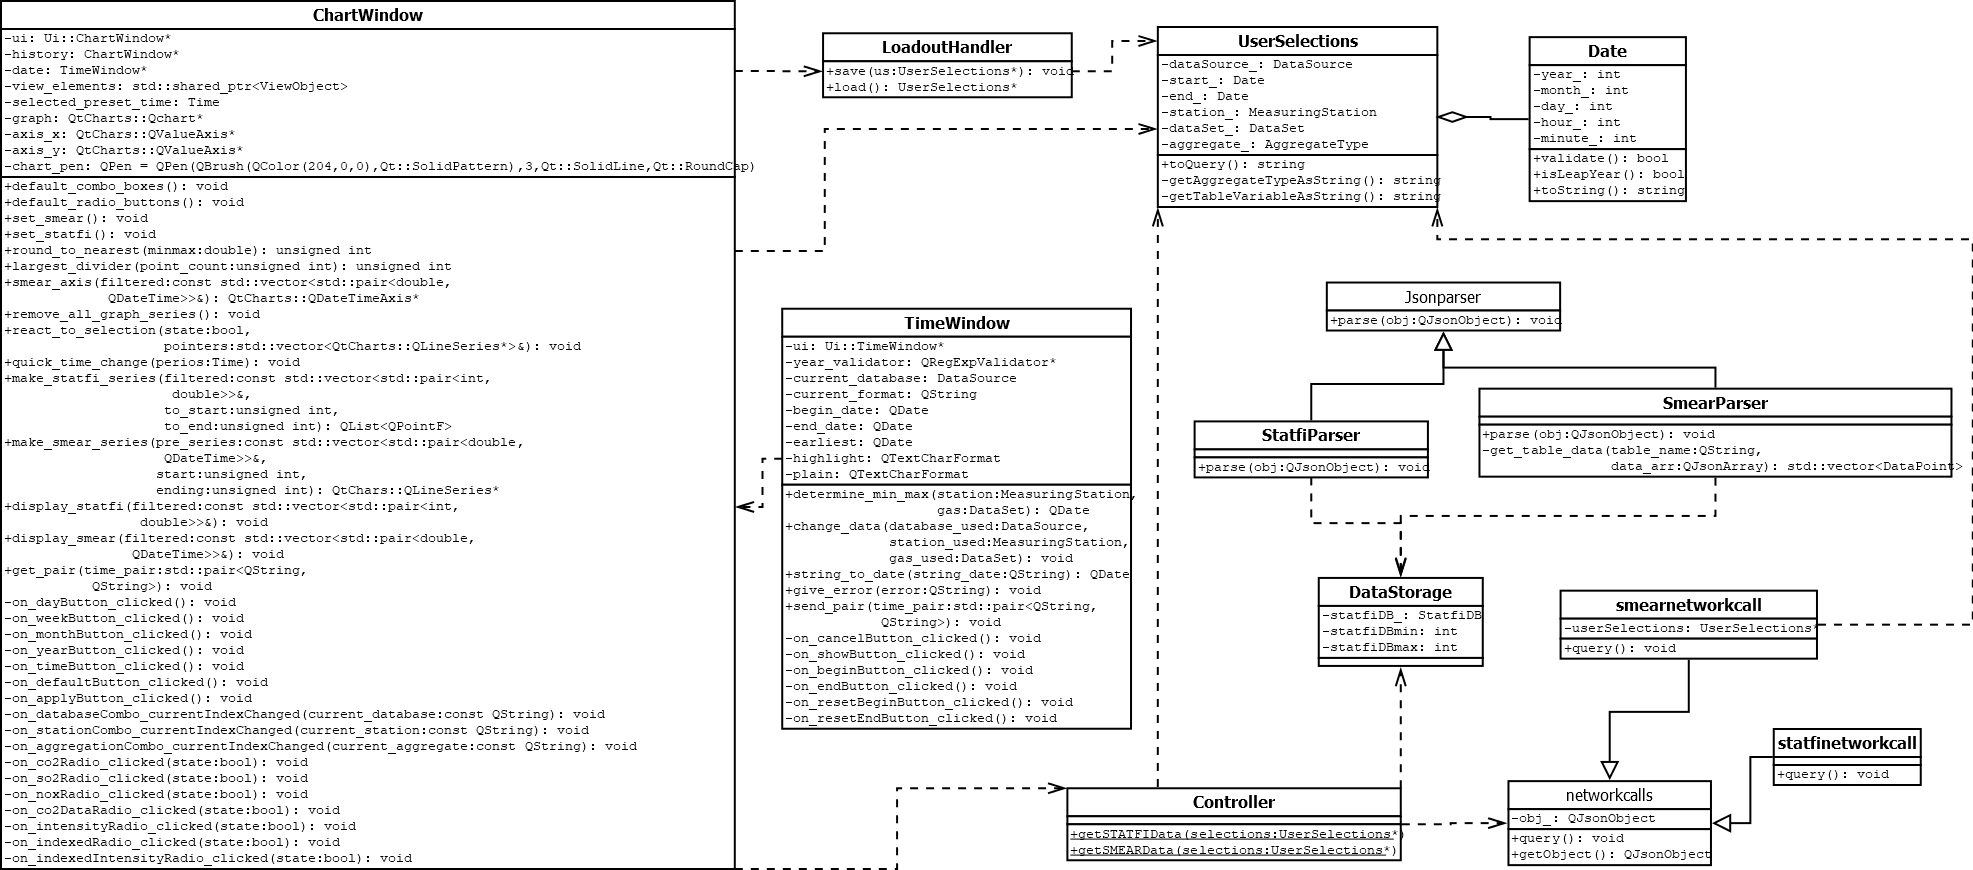 ChartWindow
-ui: Ui::ChartWindow*
-history: ChartWindow*
-date: TimeWindow*
-view_elements: std::shared_ptr<ViewObject>
-selected_preset_time: Time
-graph: QtChars::Qchart*
-axis_x: QtChars::QValueAxis*
-axis_y: QtCharts::QValueAxis*
-chart_pen: QPen = QPen(QBrush(QColor(204,0,0),Qt::SolidPattern),3,Qt::SolidLine,Qt::RoundCap)
+default_combo_boxes(): void
+default_radio_buttons(): void
+set_smear(): void
+set_statfi(): void
+round_to_nearest(minmax:double): unsigned int
+largest_divider(point_count:unsigned int): unsigned int
+smear_axis(filtered:const std::vector<std::pair<double,
QDateTime>>&): QtCharts::QDateTimeAxis*
+remove_all_graph_series(): void
+react_to_selection(state:bool,
pointers:std::vector<QtCharts::QLineSeries*>&): void
+quick_time_change(perios:Time): void
+make_statfi_series(filtered:const std::vector<std::pair<int,
double>>&,
to_start:unsigned int,
to_end:unsigned int): QList<QPointF>
+make_smear_series(pre_series:const std::vector<std::pair<double,
QDateTime>>&,
start:unsigned int,
ending:unsigned int): QtChars::QLineSeries*
+display_statfi(filtered:const std::vector<std::pair<int,
double>>&): void
+display_smear(filtered:const std::vector<std::pair<double,
QDateTime>>&): void
+get_pair(time_pair:std::pair<QString,
QString>): void
-on_dayButton_clicked(): void
-on_weekButton_clicked(): void
-on_monthButton_clicked(): void
-on_yearButton_clicked(): void
-on_timeButton_clicked(): void
-on_defaultButton_clicked(): void
-on_applyButton_clicked(): void
-on_databaseCombo_currentIndexChanged(current_database:const QString): void
-on_stationCombo_currentIndexChanged(current_station:const QString): void
-on_aggregationCombo_currentIndexChanged(current_aggregate:const QString): void
-on_co2Radio_clicked(state:bool): void
-on_so2Radio_clicked(state:bool): void
-on_noxRadio_clicked(state:bool): void
-on_co2DataRadio_clicked(state:bool): void
-on_intensityRadio_clicked(state:bool): void
-on_indexedRadio_clicked(state:bool): void
-on_indexedIntensityRadio_clicked(state:bool): void
LoadoutHandler
+save(us:UserSelections*): void
+load(): UserSelections*
UserSelections
-dataSource_: DataSource
-start_: Date
-end_: Date
-station_: MeasuringStation
-dataSet_: DataSet
-aggregate_: AggregateType
+toQuery(): string
-getAggregateTypeAsString(): string
-getTableVariableAsString(): string
Date
-year_: int
-month_: int
-day_: int
-hour_: int
-minute_: int
+validate(): bool
+isLeapYear(): bool
+toString(): string
TimeWindow
-ui: Ui::TimeWindow*
-year_validator: QRegExpValidator*
-current_database: DataSource
-current_format: QString
-begin_date: QDate
-end_date: QDate
-earliest: QDate
-highlight: QTextCharFormat
-plain: QTextCharFormat
+determine_min_max(station:MeasuringStation,
gas:DataSet): QDate
+change_data(database_used:DataSource,
station_used:MeasuringStation,
gas_used:DataSet): void
+string_to_date(string_date:QString): QDate
+give_error(error:QString): void
+send_pair(time_pair:std::pair<QString,
QString>): void
-on_cancelButton_clicked(): void
-on_showButton_clicked(): void
-on_beginButton_clicked(): void
-on_endButton_clicked(): void
-on_resetBeginButton_clicked(): void
-on_resetEndButton_clicked(): void
Jsonparser
+parse(obj:QJsonObject): void
StatfiParser
+parse(obj:QJsonObject): void
SmearParser
+parse(obj:QJsonObject): void
-get_table_data(table_name:QString,
data_arr:QJsonArray): std::vector<DataPoint>
DataStorage
-statfiDB_: StatfiDB
-statfiDBmin: int
-statfiDBmax: int
smearnetworkcall
-userSelections: UserSelections*
+query(): void
statfinetworkcall
+query(): void
Controller
+getSTATFIData(selections:UserSelections*)
+getSMEARData(selections:UserSelections*)
networkcalls
-obj_: QJsonObject
+query(): void
+getObject(): QJsonObject